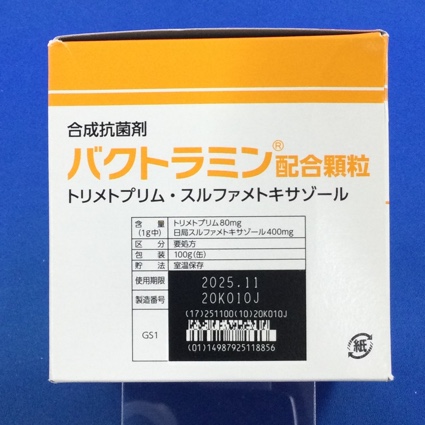 合成抗菌剤
バクトラミン®配合顆粒
トリメトプリム・スルファメトキサゾール
含量(1g中) トリメトプリム80mg
日局スルファメトキサゾール400mg
区分 要処方
包装 100g(缶)
貯法 室温保存
使用期限 2025.11
製造番号 20K010J
(17)251100(10)20K010J
GS1
(01)14987925118856
紙